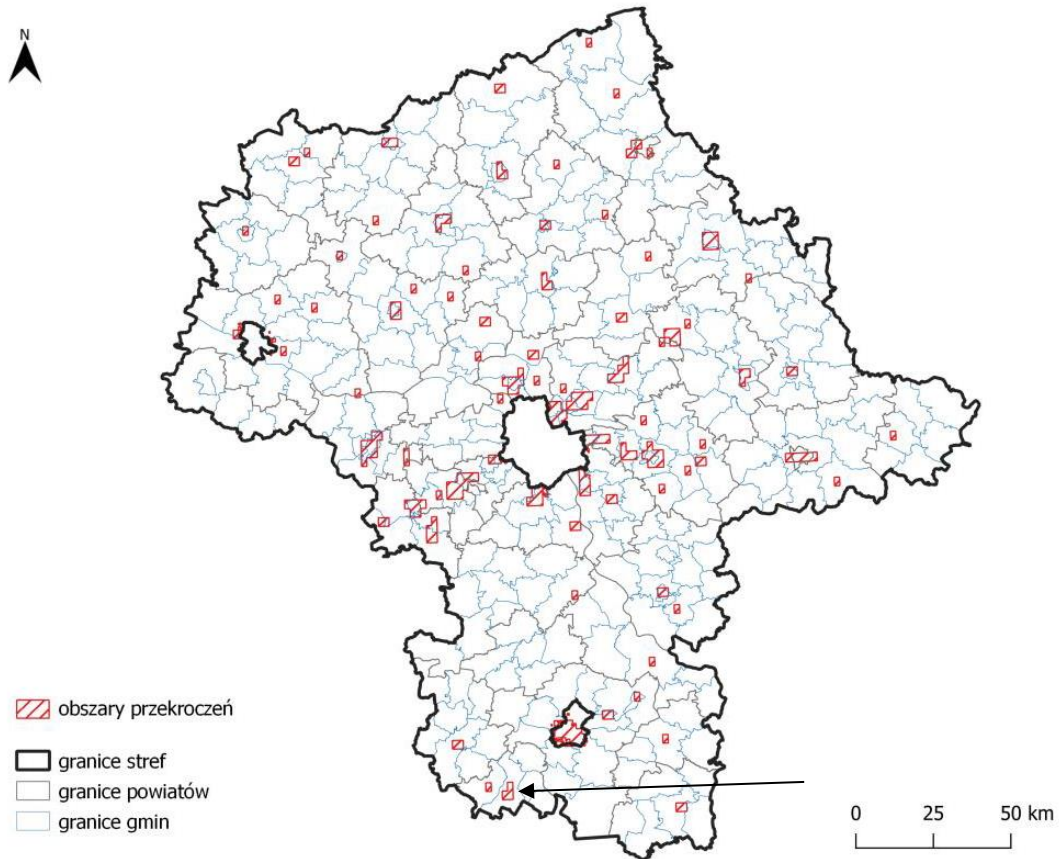 N
obszary przekroczeń
granice stref
granice powiatów
granice gmin
0 25 50 km